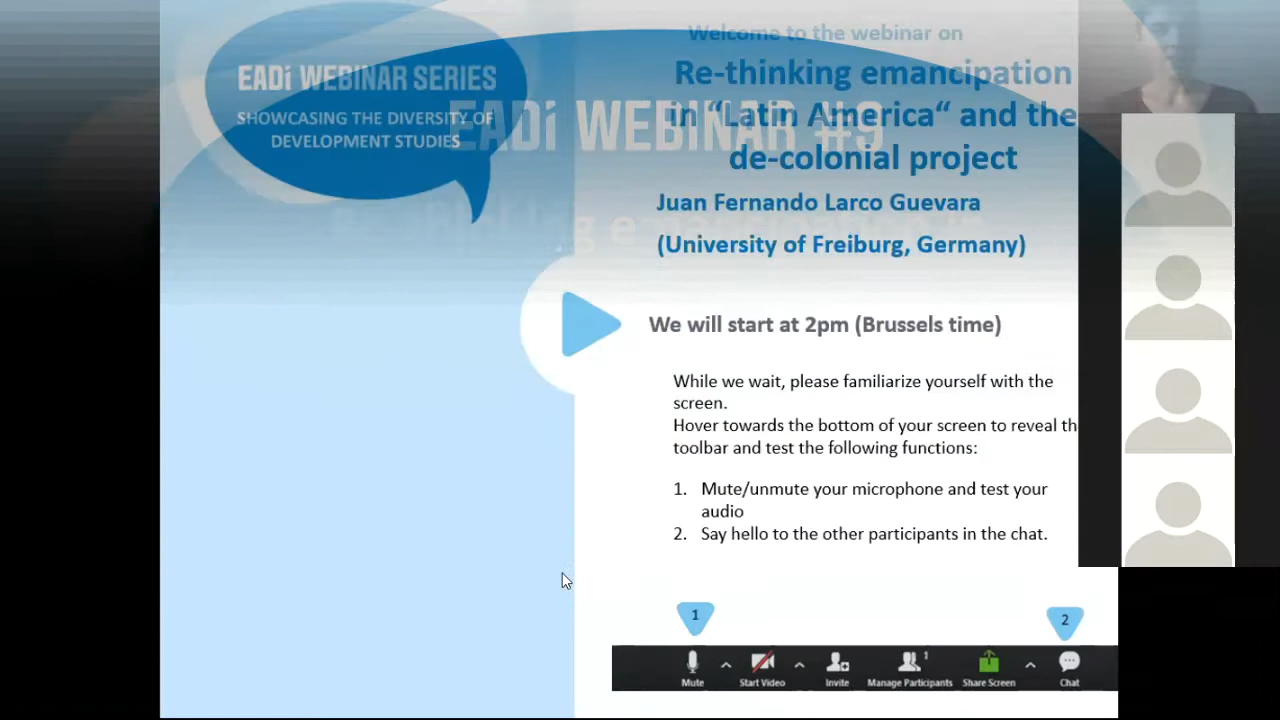 EADi WEBINAR SERIES
SHOWCASING THE DIVERSITY OF
DEVELOPMENT STUDIES
EADi WEBINAR #9
Welcome to the webinar on
Re-thinking emancipation
in “Latin America“ and the
de-colonial project
Juan Fernando Larco Guevara
(University of Freiburg, Germany)
We will start at 2pm (Brussels time)
While we wait, please familiarize yourself with the
screen.
Hover towards the bottom of your screen to reveal th
toolbar and test the following functions:
1. Mute/unmute your microphone and test your
audio
2. Say hello to the other participants in the chat.
1
2
1
Mute
Start Video
Invite
Manage Participants
Share Screen
Chat